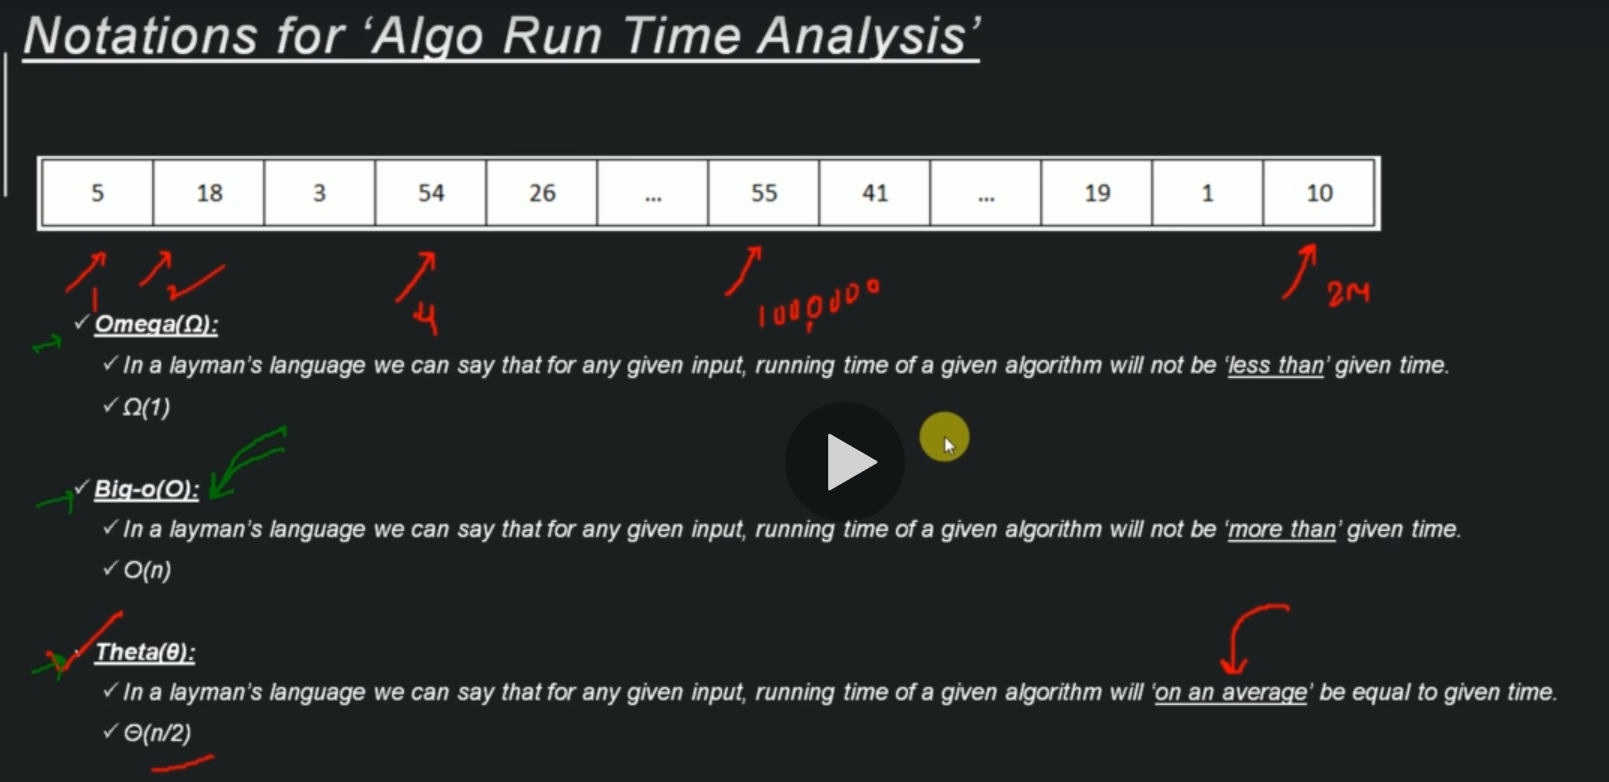 Notations for ‘Algo Run Time Analysis’
5 18 3 54 26 ... 55 41 ... 19 1 10
1 2 4 1000000 2M
✓ Omega(Ω):
✓ In a layman’s language we can say that for any given input, running time of a given algorithm will not be ‘less than’ given time.
✓ Ω(1)
✓ Big-o(O):
✓ In a layman’s language we can say that for any given input, running time of a given algorithm will not be ‘more than’ given time.
✓ O(n)
Theta(θ):
✓ In a layman’s language we can say that for any given input, running time of a given algorithm will ‘on an average’ be equal to given time.
✓ Θ(n/2)